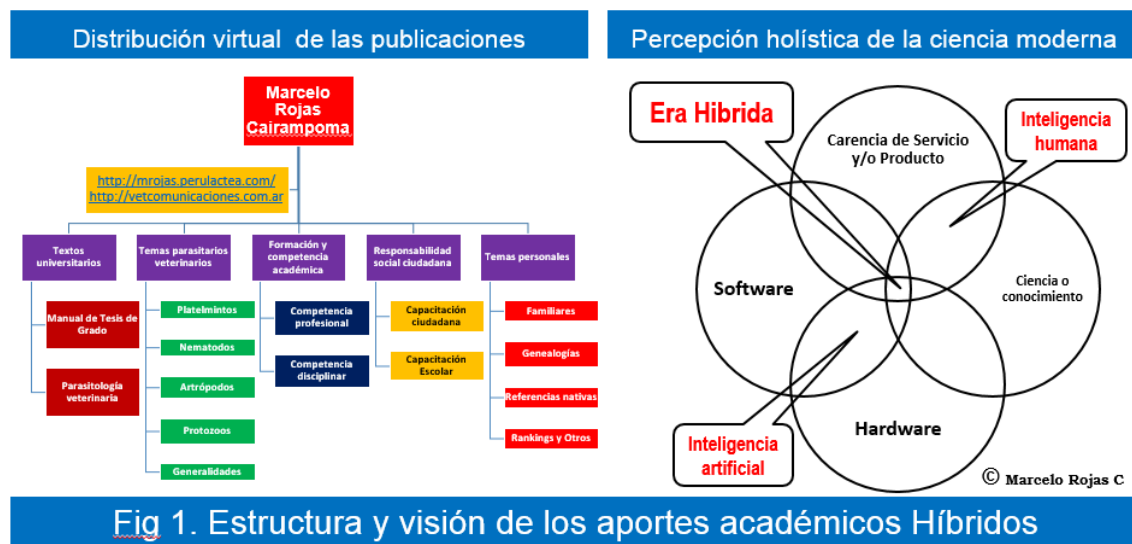 Distribución virtual de las publicaciones
Marcelo
Rojas
Cairampoma
http://mrojas.perulactea.com/
http://vetcomunicaciones.com.ar
Textos
universitarios
Manual de Tesis de
Grado
Parasitología
veterinaria
Temas parasitarios
veterinarios
Platelmintos
Nematodos
Artrópodos
Protozoos
Generalidades
Formación y
competencia
académica
Competencia
profesional
Competencia
disciplinar
Responsabilidad
social ciudadana
Capacitación
ciudadana
Capacitación
Escolar
Temas personales
Familiares
Genealogías
Referencias nativas
Rankings y Otros
Percepción holística de la ciencia moderna
Era Hibrida
Carencia de Servicio
y/o Producto
Inteligencia
humana
Software
Ciencia o
conocimiento
Hardware
Inteligencia
artificial
© Marcelo Rojas C
Fig 1. Estructura y visión de los aportes académicos Híbridos